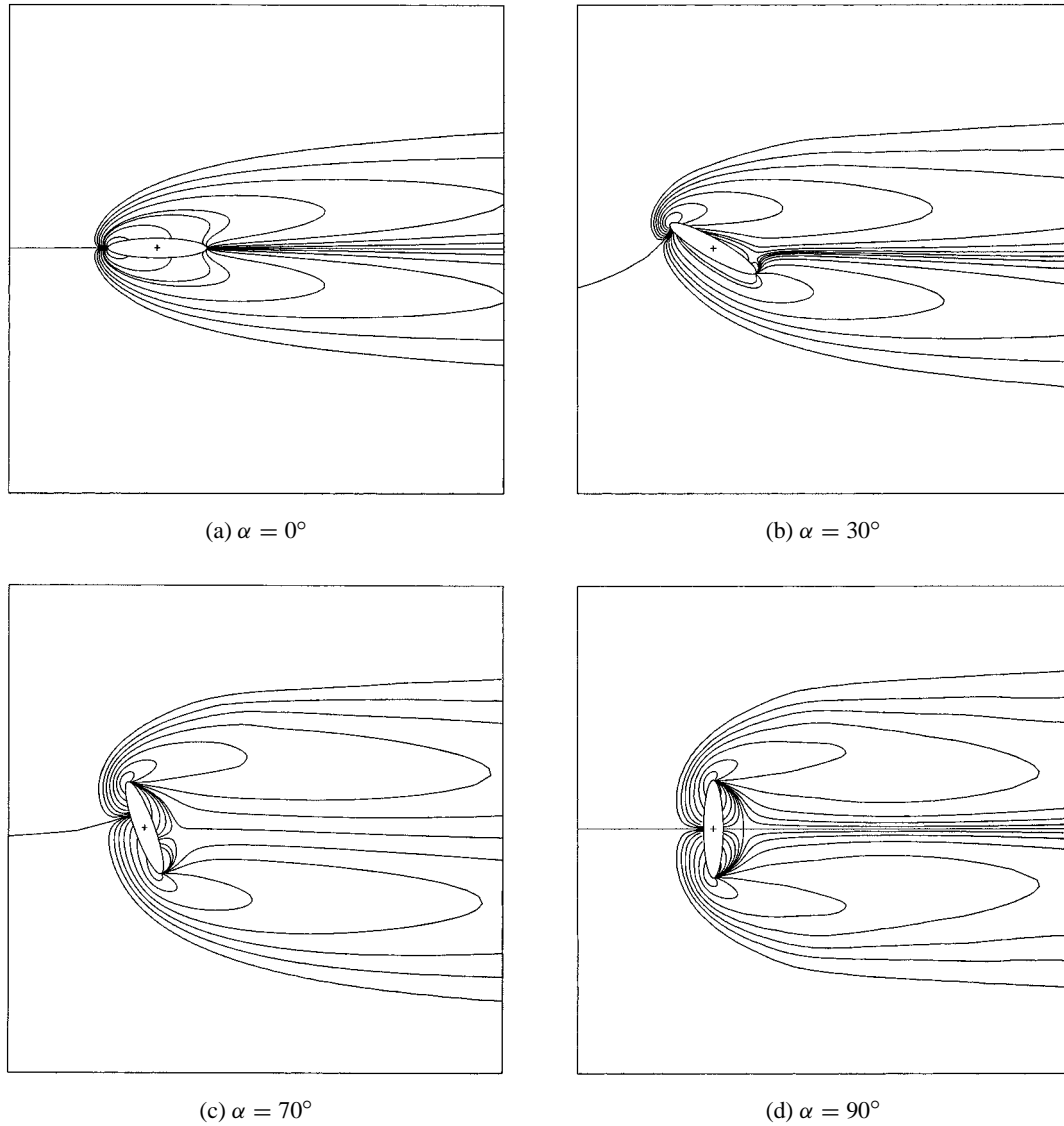 (a) α = 0°
(b) α = 30°
(c) α = 70°
(d) α = 90°